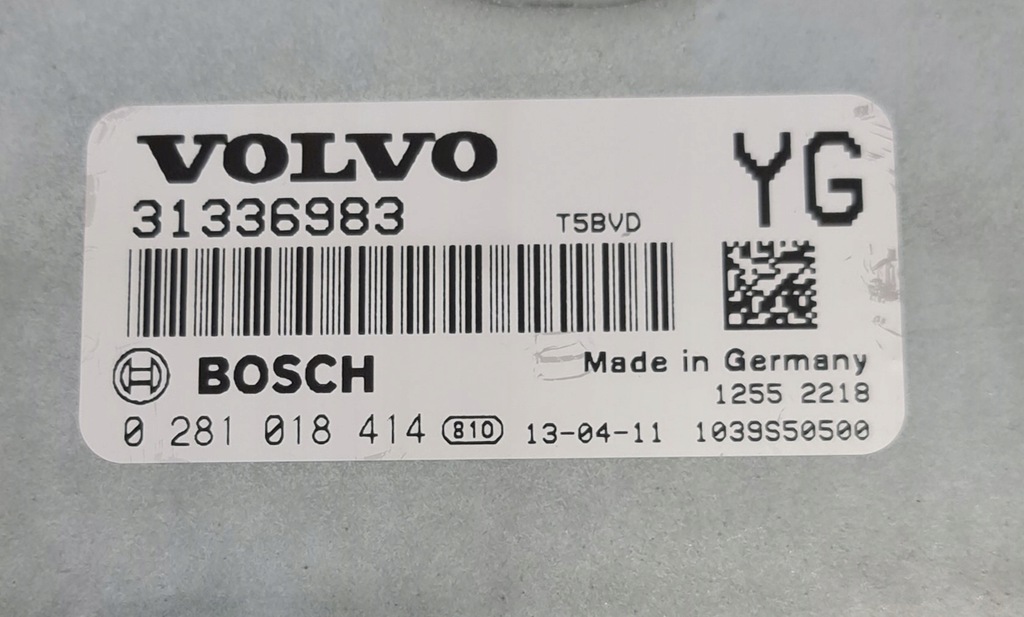 VOLVO
YG
31336983
T5BVD
BOSCH
Made in Germany
1255 2218
0 281 018 414 810 13-04-11 1039S50500